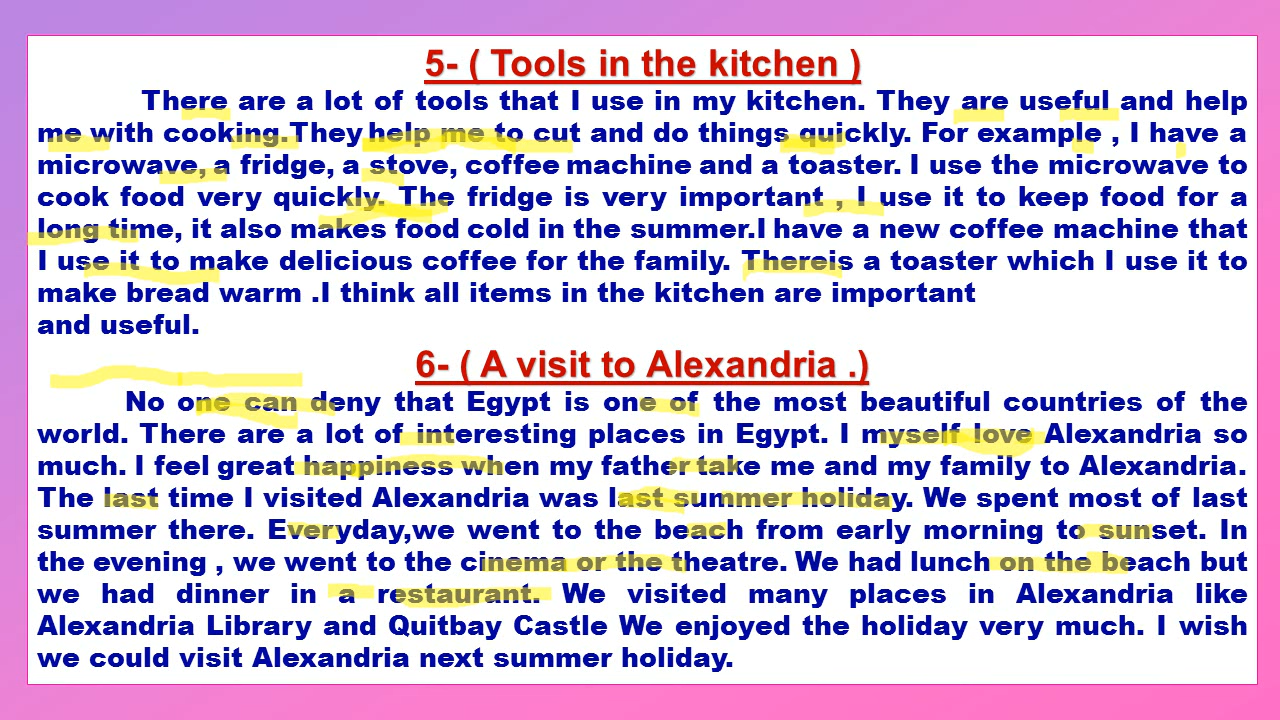 5- ( Tools in the kitchen )
There are a lot of tools that I use in my kitchen. They are useful and help
me with cooking.They help me to cut and do things quickly. For example , I have a
microwave, a fridge, a stove, coffee machine and a toaster. I use the microwave to
cook food very quickly. The fridge is very important , I use it to keep food for a
long time, it also makes food cold in the summer.I have a new coffee machine that
I use it to make delicious coffee for the family. Thereis a toaster which I use it to
make bread warm .I think all items in the kitchen are important
and useful.
6- ( A visit to Alexandria .)
No one can deny that Egypt is one of the most beautiful countries of the
world. There are a lot of interesting places in Egypt. I myself love Alexandria so
much. I feel great happiness when my father take me and my family to Alexandria.
The last time I visited Alexandria was last summer holiday. We spent most of last
summer there. Everyday,we went to the beach from early morning to sunset. In
the evening , we went to the cinema or the theatre. We had lunch on the beach but
we had dinner in a restaurant. We visited many places in Alexandria like
Alexandria Library and Quitbay Castle We enjoyed the holiday very much. I wish
we could visit Alexandria next summer holiday.